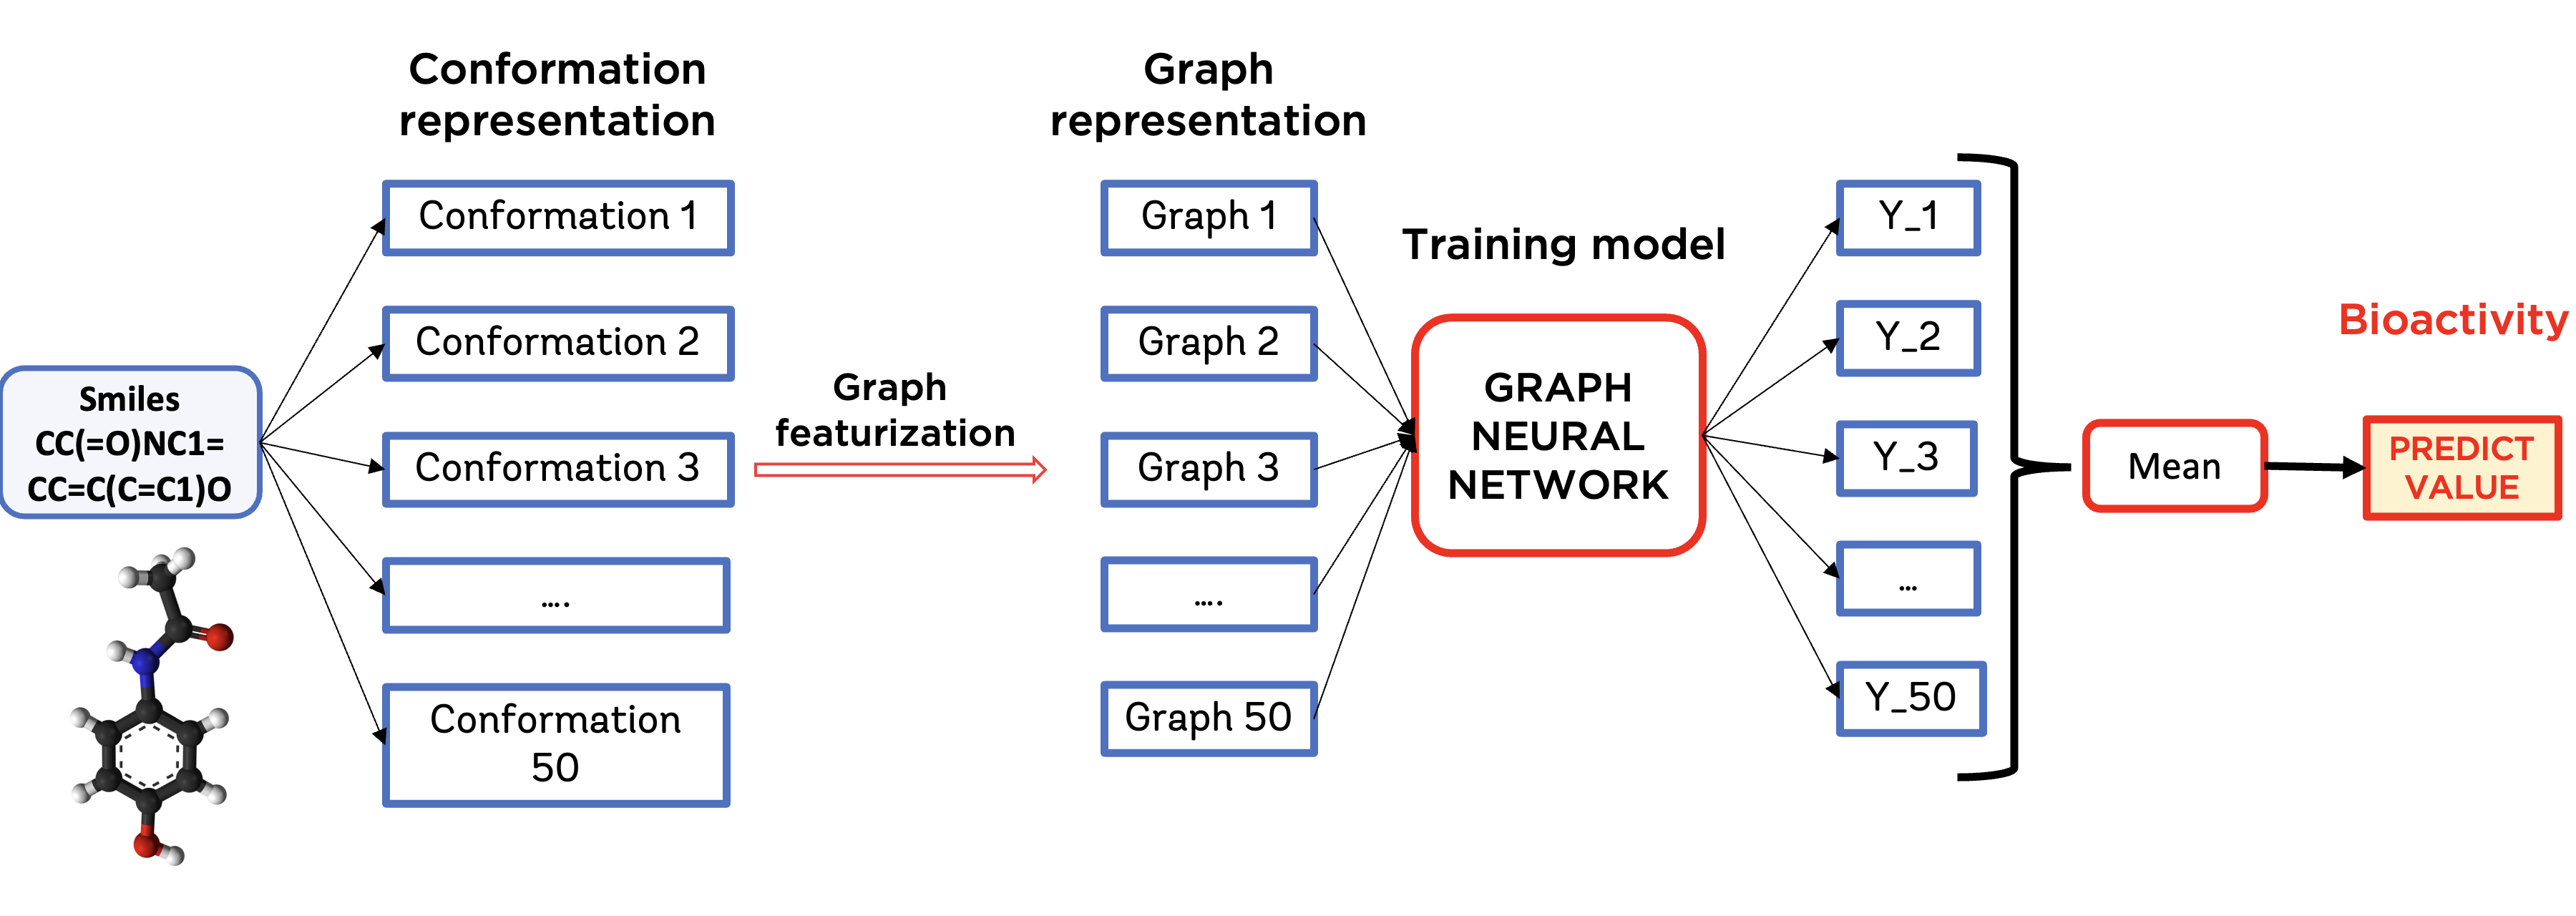 Smiles
CC(=O)NC1=
CC=C(C=C1)O
Conformation
representation
Conformation 1
Conformation 2
Conformation 3
....
Conformation
50
Graph
featurization
Graph
representation
Graph 1
Graph 2
Graph 3
....
Graph 50
Training model
GRAPH
NEURAL
NETWORK
Y_1
Y_2
Y_3
...
Y_50
Mean
Bioactivity
PREDICT
VALUE